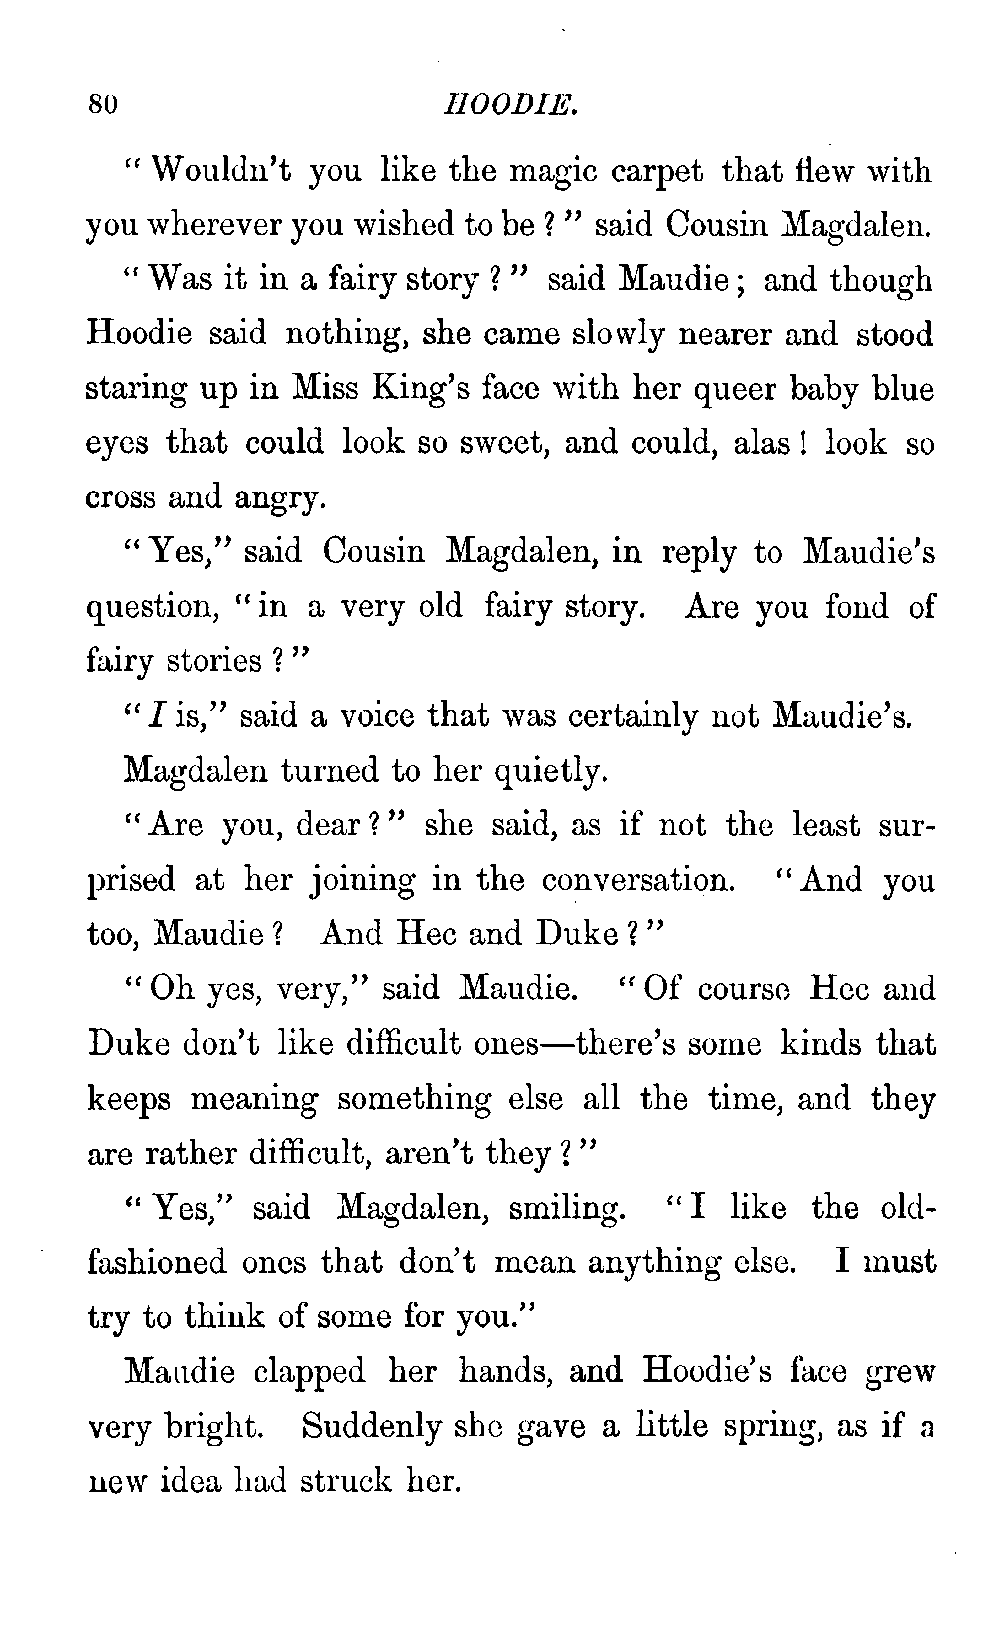 80 HOODIE.
“Wouldn’t you like the magic carpet that flew with
you wherever you wished to be?” said Cousin Magdalen.
“Was it in a fairy story?” said Maudie; and though
Hoodie said nothing, she came slowly nearer and stood
staring up in Miss King’s face with her queer baby blue
eyes that could look so sweet, and could, alas! look so
cross and angry.
“Yes,” said Cousin Magdalen, in reply to Maudie’s
question, “in a very old fairy story. Are you fond of
fairy stories?”
“I is,” said a voice that was certainly not Maudie’s.
Magdalen turned to her quietly.
“Are you, dear?” she said, as if not the least sur-
prised at her joining in the conversation. “And you
too, Maudie? And Hec and Duke?”
“Oh yes, very,” said Maudie. “Of course Hec and
Duke don’t like difficult ones—there’s some kinds that
keeps meaning something else all the time, and they
are rather difficult, aren’t they?”
“Yes,” said Magdalen, smiling. “I like the old-
fashioned ones that don’t mean anything else. I must
try to think of some for you.”
Maudie clapped her hands, and Hoodie’s face grew
very bright. Suddenly she gave a little spring, as if a
new idea had struck her.